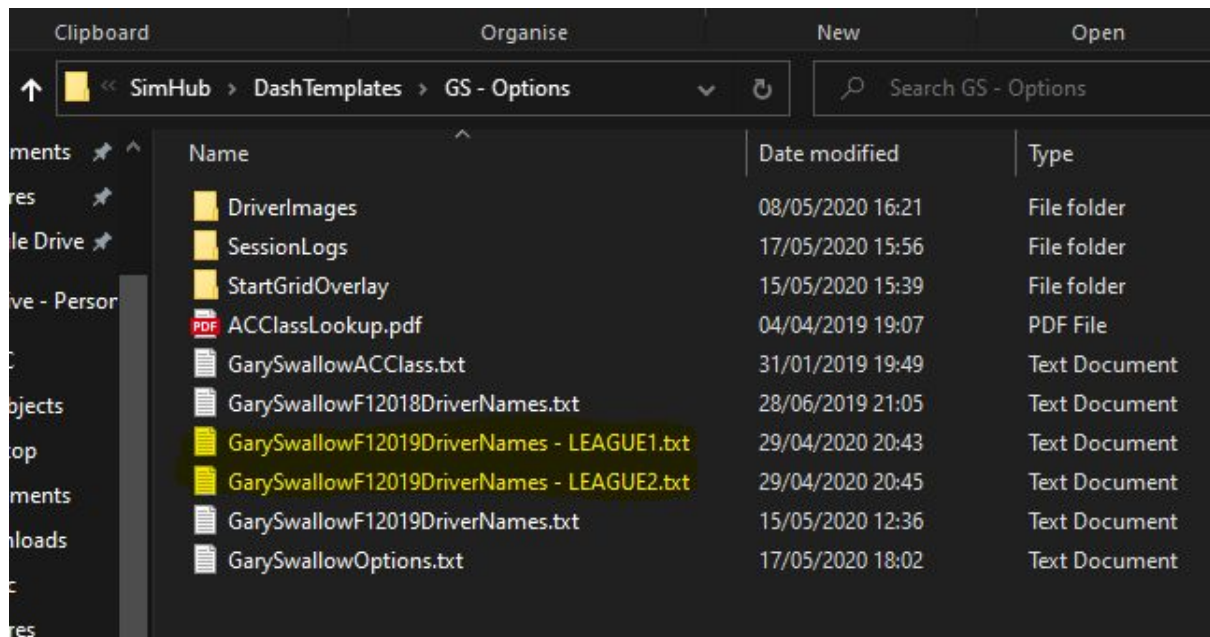 Clipboard Organise New Open
« SimHub › DashTemplates › GS - Options Search GS - Options
ments Name Date modified Type
res DriverImages 08/05/2020 16:21 File folder
le Drive SessionLogs 17/05/2020 15:56 File folder
StartGridOverlay 15/05/2020 15:39 File folder
ve - Person
PDF ACClassLookup.pdf 04/04/2019 19:07 PDF File
c GarySwallowACClass.txt 31/01/2019 19:49 Text Document
bjects GarySwallowF12018DriverNames.txt 28/06/2019 21:05 Text Document
top GarySwallowF12019DriverNames - LEAGUE1.txt 29/04/2020 20:43 Text Document
ments GarySwallowF12019DriverNames - LEAGUE2.txt 29/04/2020 20:45 Text Document
nloads GarySwallowF12019DriverNames.txt 15/05/2020 12:36 Text Document
c GarySwallowOptions.txt 17/05/2020 18:02 Text Document
res